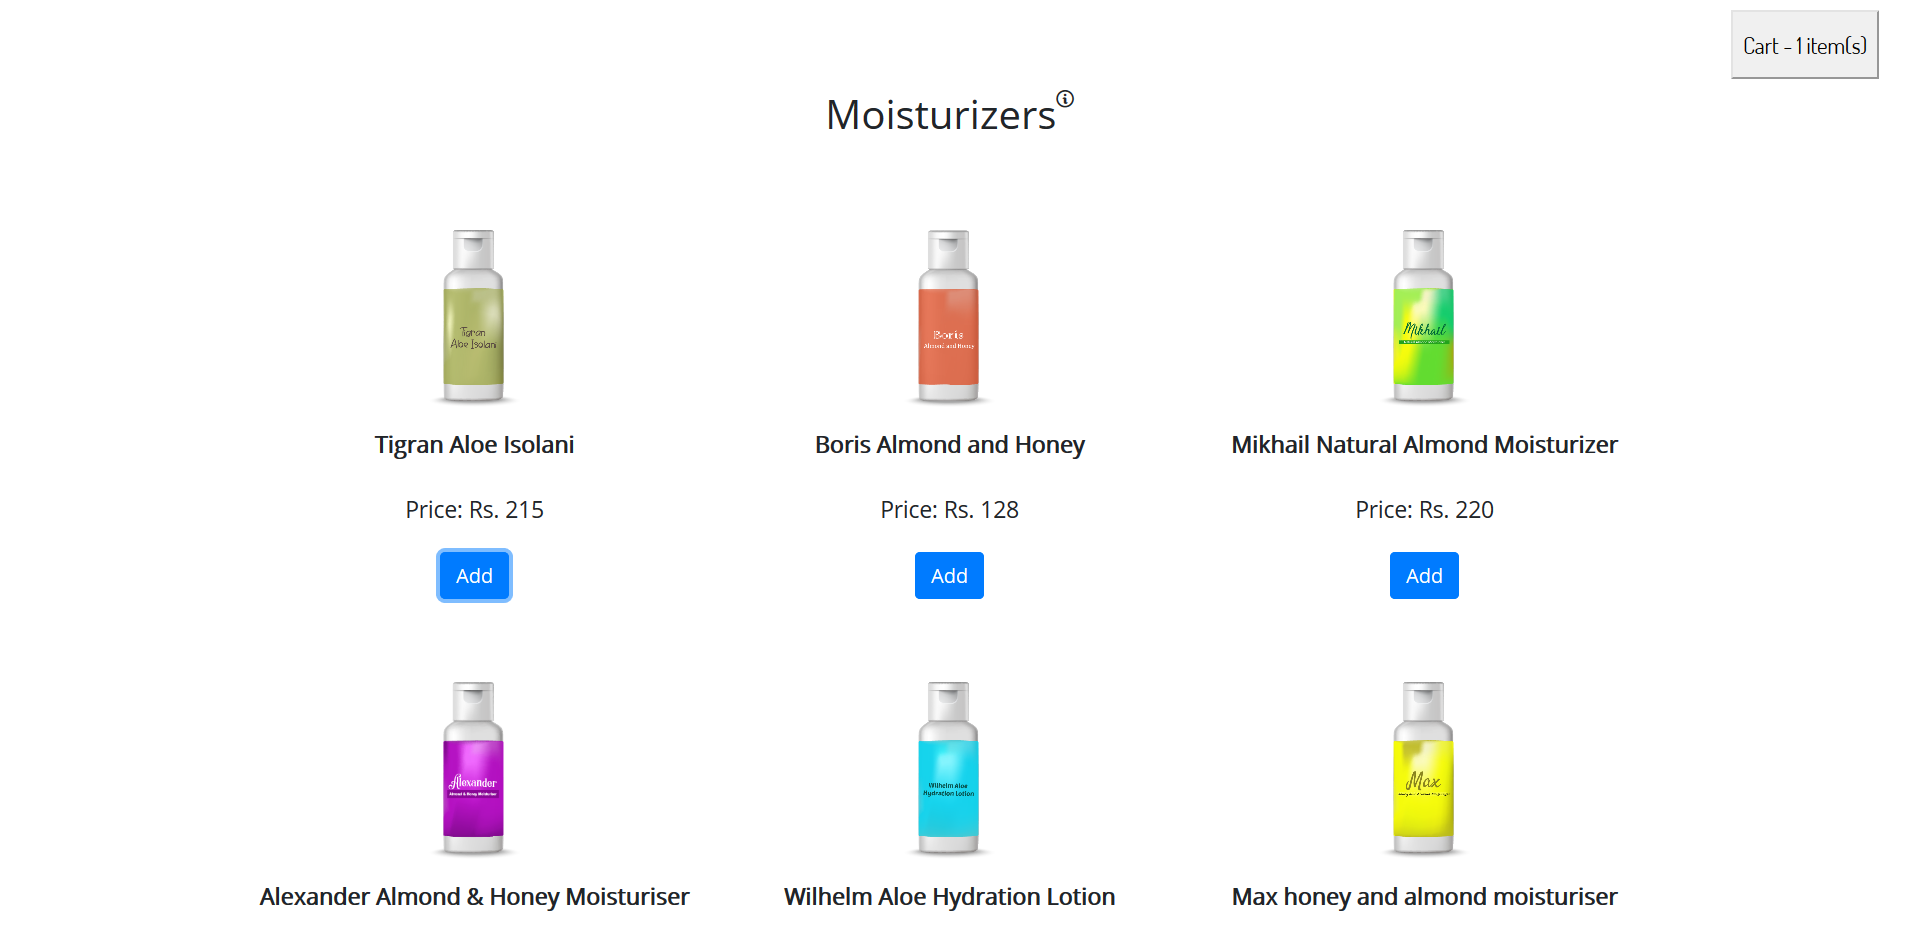 Cart - 1 item(s)
Moisturizers
Tigran
Aloe Isolani
Boris
Almond and Honey
Mikhail
Tigran Aloe Isolani
Boris Almond and Honey
Mikhail Natural Almond Moisturizer
Price: Rs. 215
Price: Rs. 128
Price: Rs. 220
Add
Add
Add
Alexander
Almond & Honey Moisturiser
Wilhelm Aloe
Hydration Lotion
Max
Alexander Almond & Honey Moisturiser
Wilhelm Aloe Hydration Lotion
Max honey and almond moisturiser